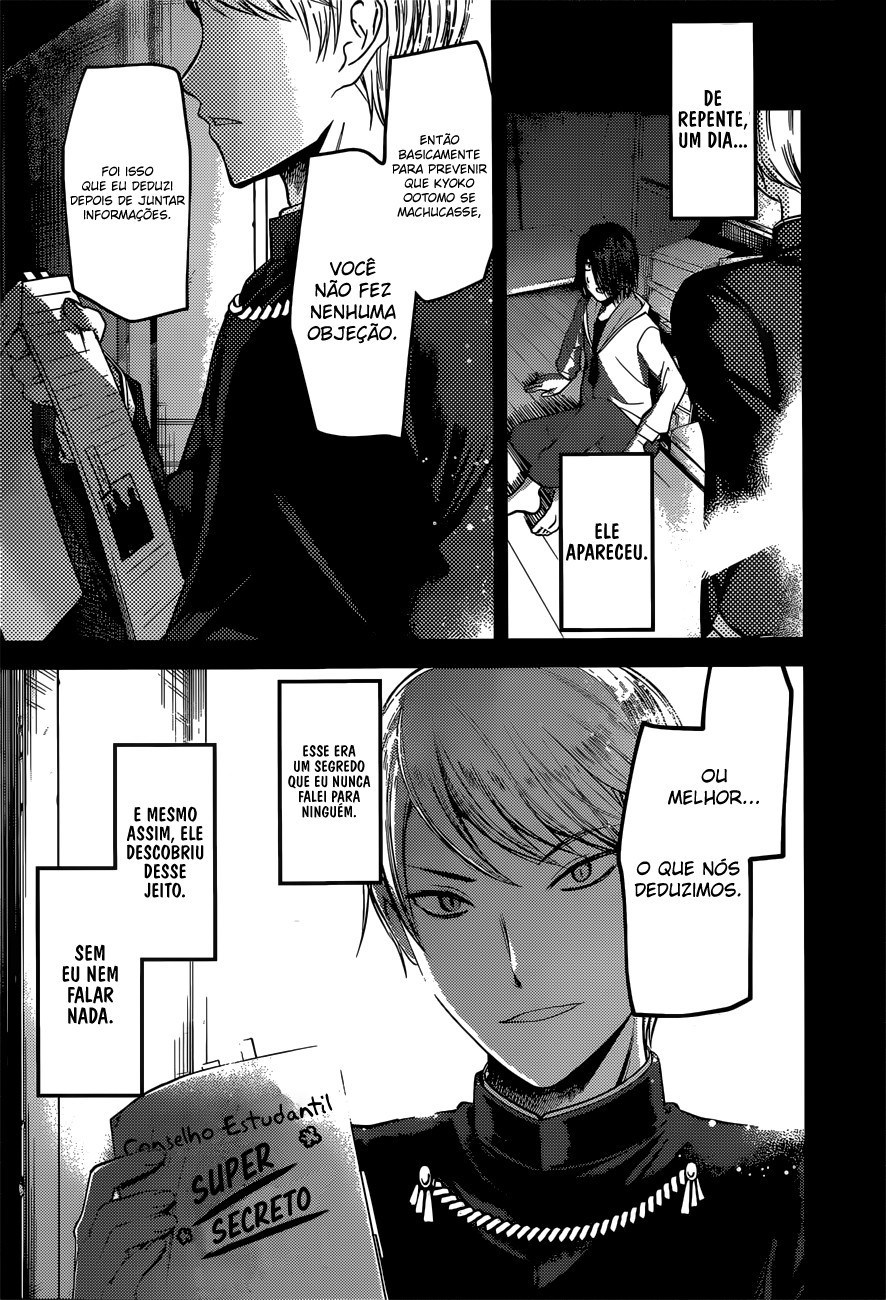 DE
REPENTE,
UM DIA...
ELE
APARECEU.
ENTÃO
BASICAMENTE
PARA PREVENIR
QUE KYOKO
OOTOMO SE
MACHUCASSE,
VOCÊ
NÃO FEZ
NENHUMA
OBJEÇÃO.
FOI ISSO
QUE EU DEDUZI
DEPOIS DE JUNTAR
INFORMAÇÕES.
OU
MELHOR...
O QUE NÓS
DEDUZIMOS.
ESSE ERA
UM SEGREDO
QUE EU NUNCA
FALEI PARA
NINGUÉM.
E MESMO
ASSIM, ELE
DESCOBRIU
DESSE
JEITO.
SEM
EU NEM
FALAR
NADA.
Conselho Estudantil
SUPER
SECRETO